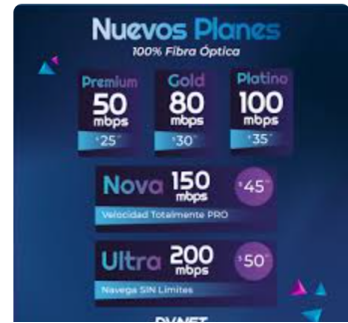 Nuevos Planes
100% Fibra Óptica
Premium
50
mbps
$25
Gold
80
mbps
$30
Platino
100
mbps
$35
Nova 150
mbps
$45
Velocidad Totalmente PRO
Ultra 200
mbps
$50
Navega SIN Límites